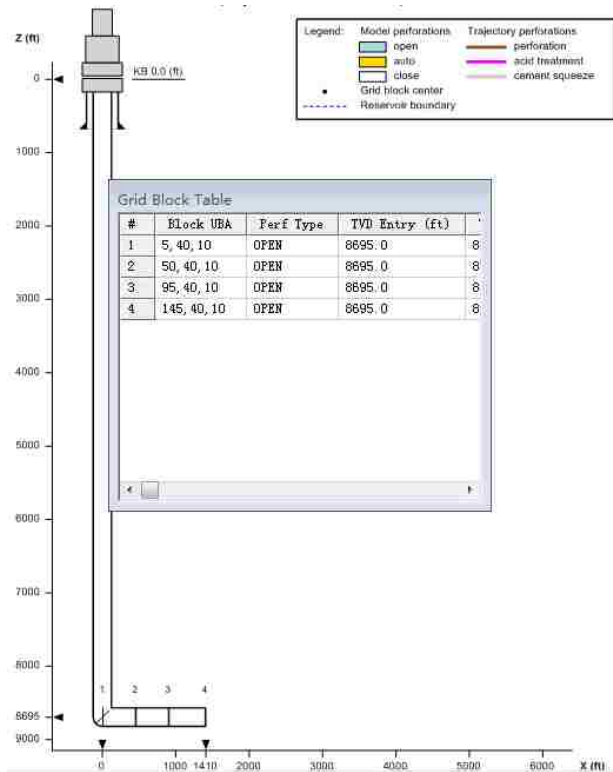 Z (ft)
0
KB 0.0 (ft)
Legend: Model perforations Trajectory perforations
open perforation
auto acid treatment
close cement squeeze
Grid block center
Reservoir boundary
1000
2000
3000
4000
5000
6000
7000
8000
8695
9000
Grid Block Table
# Block UBA Perf Type TVD Entry (ft)
1 5,40,10 OPEN 8695.0 8
2 50,40,10 OPEN 8695.0 8
3 95,40,10 OPEN 8695.0 8
4 145,40,10 OPEN 8695.0 8
1 2 3 4
0 1000 1410 2000 3000 4000 5000 6000 X (ft)